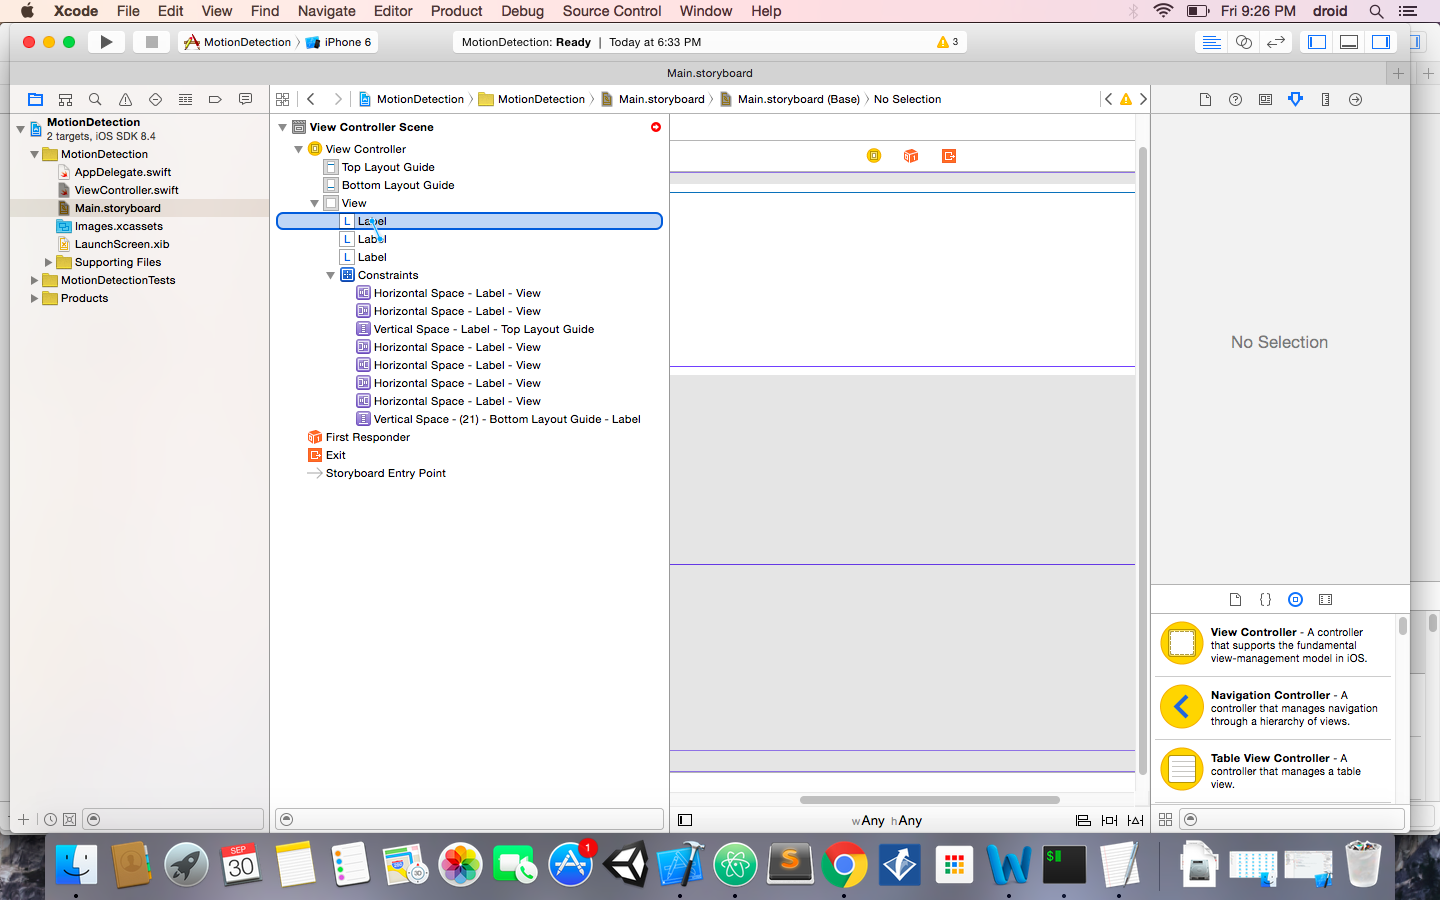 Xcode File Edit View Find Navigate Editor Product Debug Source Control Window Help Fri 9:26 PM droid
MotionDetection iPhone 6 MotionDetection: Ready | Today at 6:33 PM 3
Main.storyboard
MotionDetection MotionDetection Main.storyboard Main.storyboard (Base) No Selection
MotionDetection
2 targets, iOS SDK 8.4
MotionDetection
AppDelegate.swift
ViewController.swift
Main.storyboard
Images.xcassets
LaunchScreen.xib
Supporting Files
MotionDetectionTests
Products
View Controller Scene
View Controller
Top Layout Guide
Bottom Layout Guide
View
L Label
L Label
L Label
Constraints
Horizontal Space - Label - View
Horizontal Space - Label - View
Vertical Space - Label - Top Layout Guide
Horizontal Space - Label - View
Horizontal Space - Label - View
Horizontal Space - Label - View
Horizontal Space - Label - View
Vertical Space - (21) - Bottom Layout Guide - Label
First Responder
Exit
Storyboard Entry Point
wAny hAny
No Selection
View Controller - A controller
that supports the fundamental
view-management model in iOS.
Navigation Controller - A
controller that manages navigation
through a hierarchy of views.
Table View Controller - A
controller that manages a table
view.
SEP
30
1